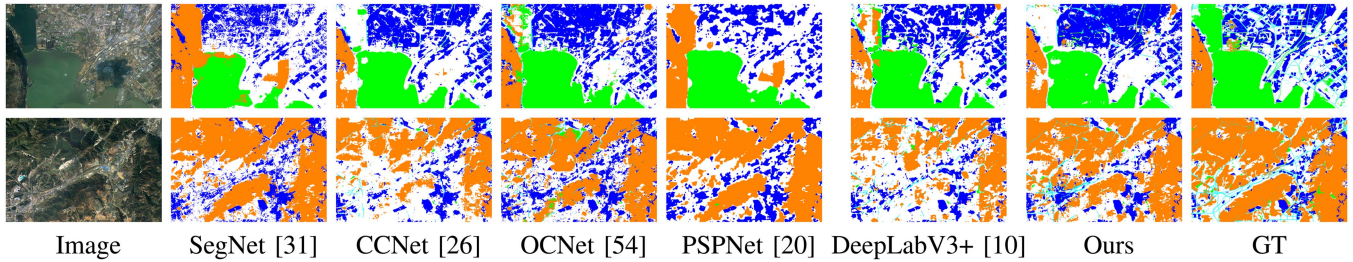 Image SegNet [31] CCNet [26] OCNet [54] PSPNet [20] DeepLabV3+ [10] Ours GT